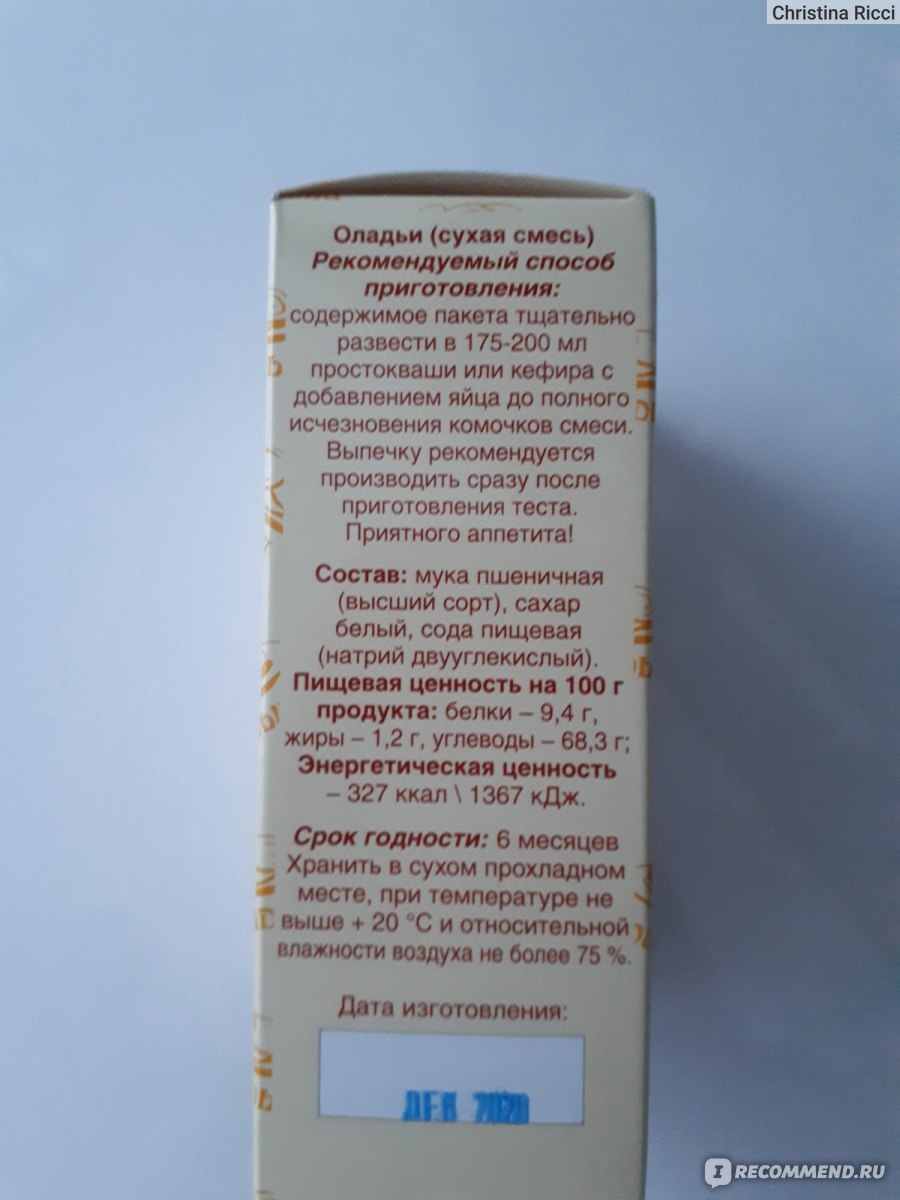 Christina Ricci
Оладьи (сухая смесь)
Рекомендуемый способ
приготовления:
содержимое пакета тщательно
развести в 175-200 мл
простокваши или кефира с
добавлением яйца до полного
исчезновения комочков смеси.
Выпечку рекомендуется
производить сразу после
приготовления теста.
Приятного аппетита!
Состав: мука пшеничная
(высший сорт), сахар
белый, сода пищевая
(натрий двууглекислый).
Пищевая ценность на 100 г
продукта: белки – 9,4 г,
жиры – 1,2 г, углеводы – 68,3 г;
Энергетическая ценность
– 327 ккал \ 1367 кДж.
Срок годности: 6 месяцев
Хранить в сухом прохладном
месте, при температуре не
выше + 20 °С и относительной
влажности воздуха не более 75 %.
Дата изготовления:
ДЕК 2020
IRECOMMEND.RU